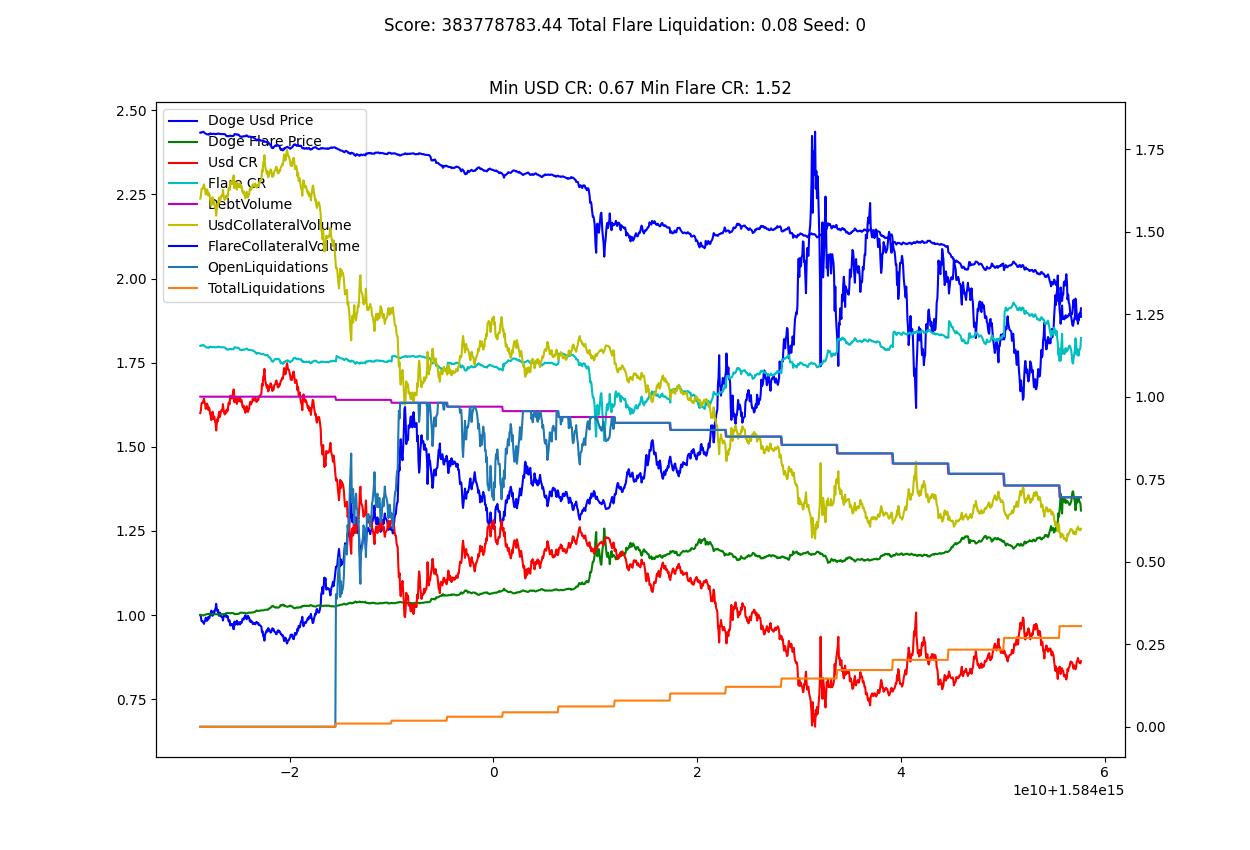 Score: 383778783.44 Total Flare Liquidation: 0.08 Seed: 0
Min USD CR: 0.67 Min Flare CR: 1.52
2.50
2.25
2.00
1.75
1.50
1.25
1.00
0.75
Doge Usd Price
Doge Flare Price
Usd CR
Flare CR
DebtVolume
UsdCollateralVolume
FlareCollateralVolume
OpenLiquidations
TotalLiquidations
1.75
1.50
1.25
1.00
0.75
0.50
0.25
0.00
−2 0 2 4 6
1e10+1.584e15